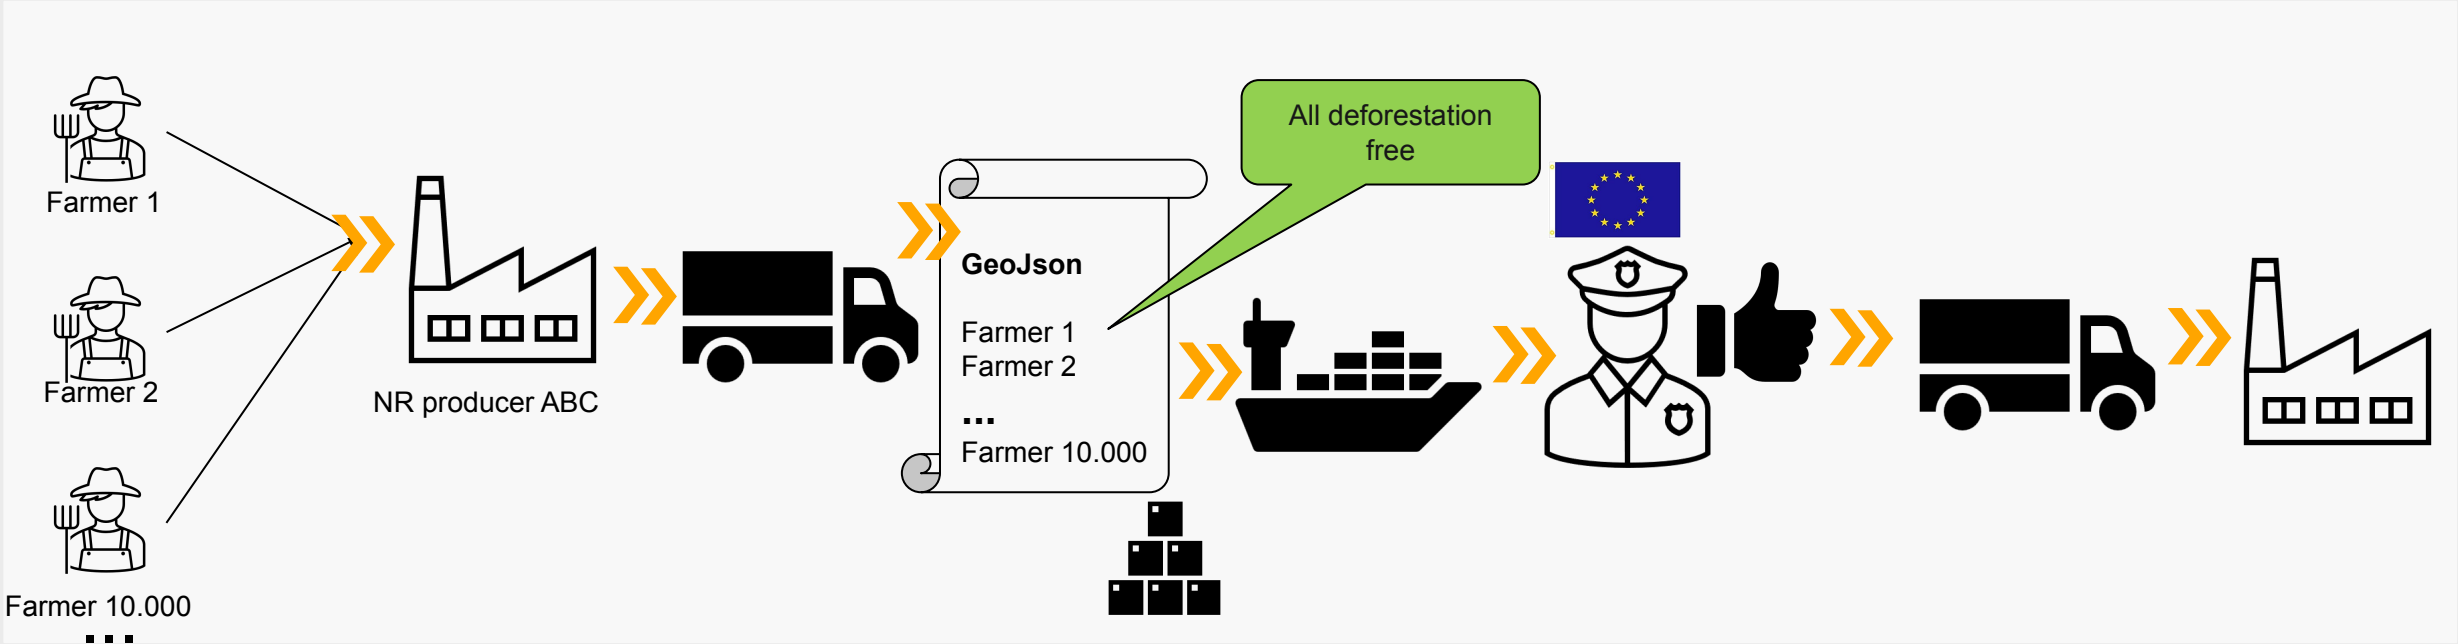 Farmer 1
Farmer 2
Farmer 10.000
...
NR producer ABC
GeoJson
Farmer 1
Farmer 2
...
Farmer 10.000
All deforestation
free